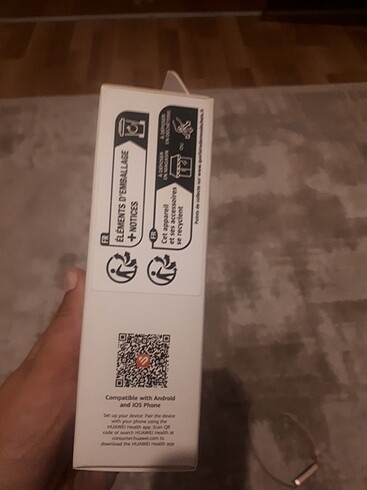 FR
ÉLÉMENTS D'EMBALLAGE
+ NOTICES
FR
Cet appareil
et ses accessoires
se recyclent
À DÉPOSER
EN MAGASIN
OU
À DÉPOSER
EN DÉCHÈTERIE
Points de collecte sur www.quefairedemesdechets.fr
Compatible with Android
and iOS Phone
Set up your device: Pair the device
with your phone using the
HUAWEI Health app. Scan QR
code or search HUAWEI Health at
consumer.huawei.com to
download the HUAWEI Health app